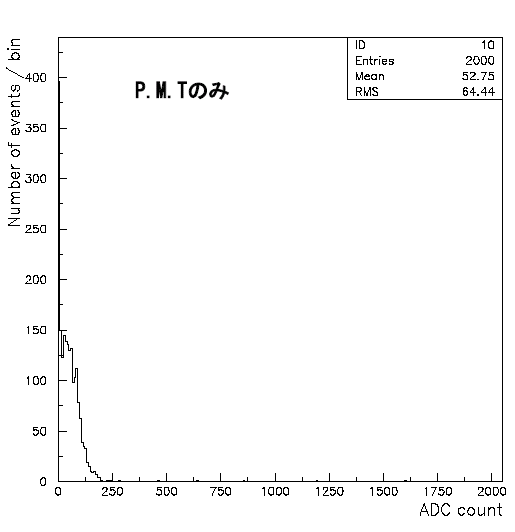 ID 10
Entries 2000
Mean 52.75
RMS 64.44
P.M.Tのみ
Number of events / bin
400
350
300
250
200
150
100
50
0
0 250 500 750 1000 1250 1500 1750 2000
ADC count